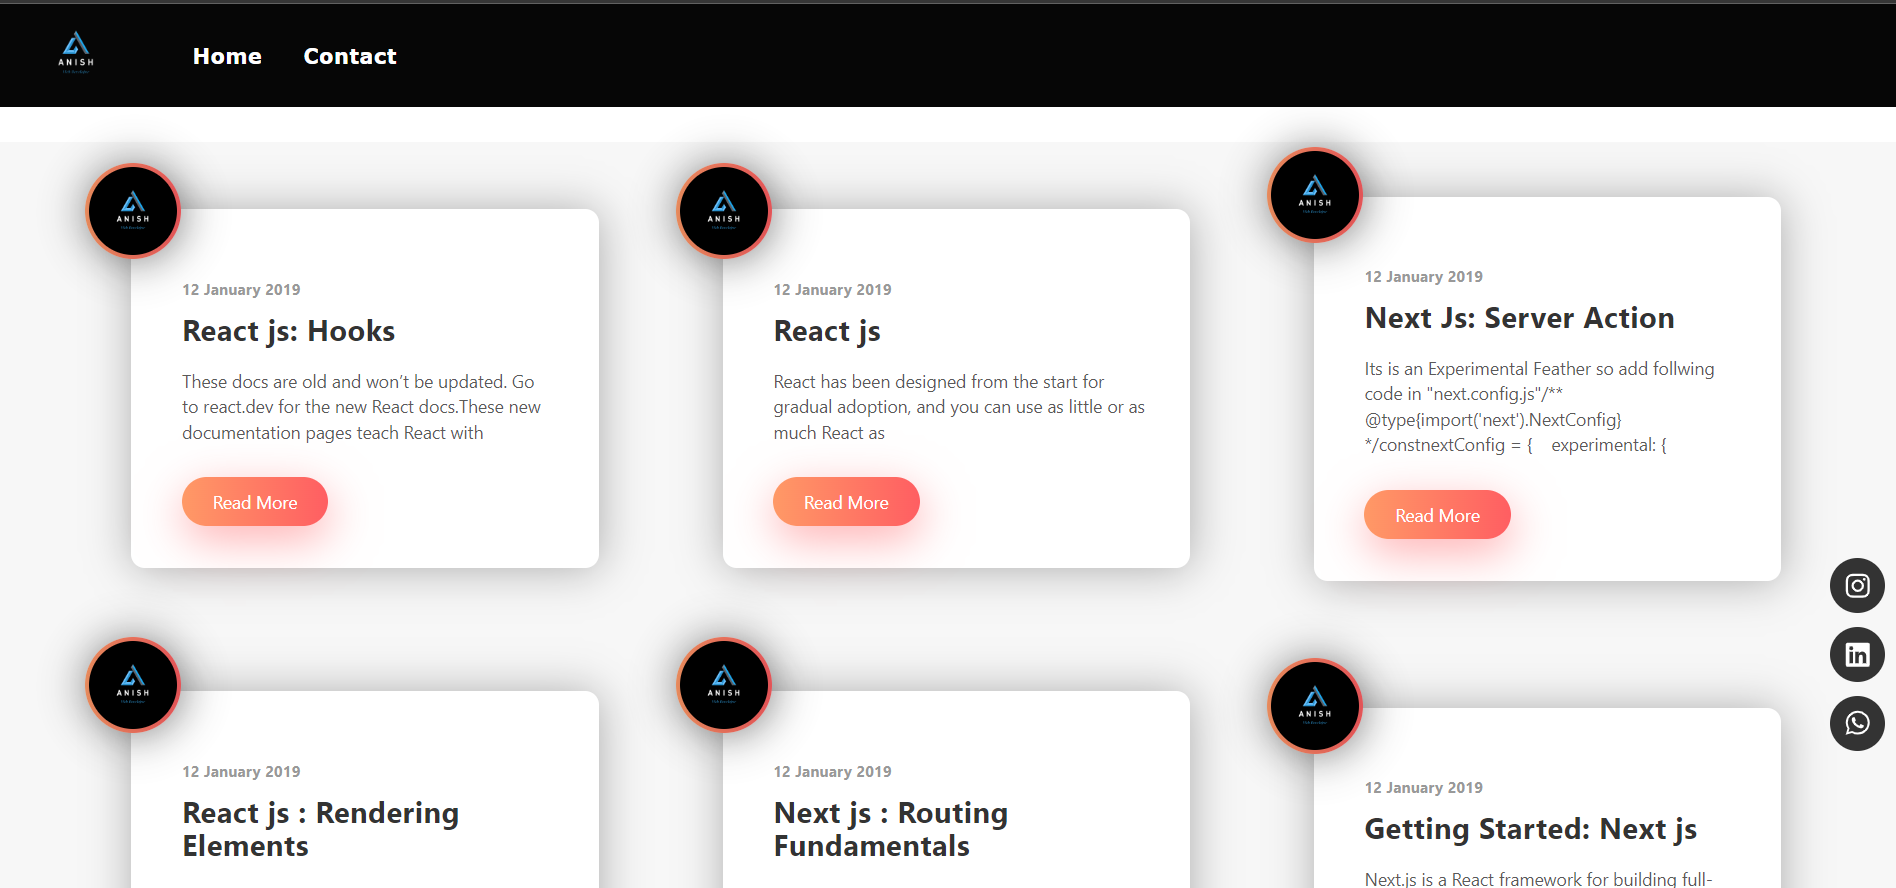 ANISH
Home
Contact
ANISH
12 January 2019
React js: Hooks
These docs are old and won’t be updated. Go
to react.dev for the new React docs.These new
documentation pages teach React with
Read More
ANISH
12 January 2019
React js
React has been designed from the start for
gradual adoption, and you can use as little or as
much React as
Read More
ANISH
12 January 2019
Next Js: Server Action
Its is an Experimental Feather so add follwing
code in "next.config.js"/**
@type{import('next').NextConfig}
*/constnextConfig = {    experimental: {
Read More
ANISH
12 January 2019
React js : Rendering
Elements
ANISH
12 January 2019
Next js : Routing
Fundamentals
ANISH
12 January 2019
Getting Started: Next js
Next.js is a React framework for building full-
in